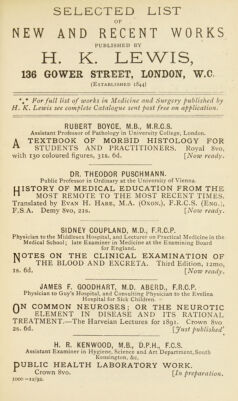 SELECTED LIST
OF
NEW AND RECENT WORKS
PUBLISHED BY
H. K. LEWIS,
136 GOWER STREET, LONDON, W.C.
(ESTABLISHED 1844)
*** For full list of works in Medicine and Surgery published by
H. K. Lewis see complete Catalogue sent post free on application.
RUBERT BOYCE, M.B., M.R.C.S.
Assistant Professor of Pathology in University College, London.
A TEXTBOOK OF MORBID HISTOLOGY FOR
STUDENTS AND PRACTITIONERS. Royal 8vo,
with 130 coloured figures, 31s. 6d. [Now ready.
DR. THEODOR PUSCHMANN.
Public Professor in Ordinary at the University of Vienna.
HISTORY OF MEDICAL EDUCATION FROM THE
MOST REMOTE TO THE MOST RECENT TIMES.
Translated by EVAN H. HARE, M.A. (OXON.), F.R.C.S. (ENG.),
F.S.A. Demy 8vo, 21s. [Now ready.
SIDNEY COUPLAND, M.D., F.R.C.P.
Physician to the Middlesex Hospital, and Lecturer on Practical Medicine in the
Medical School; late Examiner in Medicine at the Examining Board
for England.
NOTES ON THE CLINICAL EXAMINATION OF
THE BLOOD AND EXCRETA. Third Edition, 12mo,
1s. 6d. [Now ready.
JAMES F. GOODHART, M.D. ABERD., F.R.C.P.
Physician to Guy's Hospital, and Consulting Physician to the Evelina
Hospital for Sick Children.
ON COMMON NEUROSES; OR THE NEUROTIC
ELEMENT IN DISEASE AND ITS RATIONAL
TREATMENT.—The Harveian Lectures for 1891. Crown 8vo
2s. 6d. [Just published.
H. R. KENWOOD, M.B., D.P.H., F.C.S.
Assistant Examiner in Hygiene, Science and Art Department, South
Kensington, &c.
PUBLIC HEALTH LABORATORY WORK.
Crown 8vo. [In preparation.
1000—12/92.